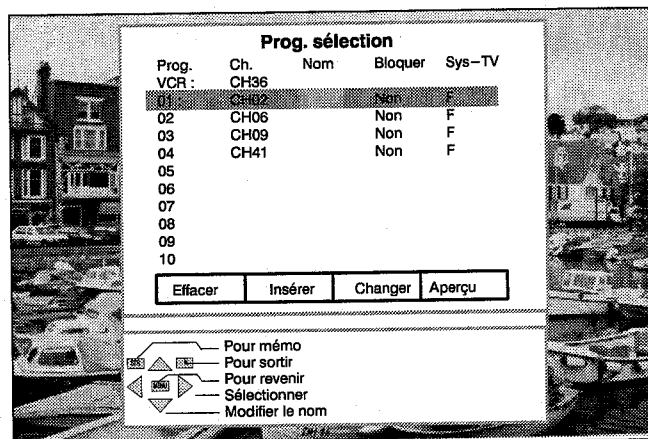 Prog. sélection
Prog. Ch. Nom Bloquer Sys-TV
VCR : CH36
01 : CH02 Non F
02 CH06 Non F
03 CH09 Non F
04 CH41 Non F
05
06
07
08
09
10
Effacer Insérer Changer Aperçu
Pour mémo
Pour sortir
Pour revenir
MENU
Sélectionner
Modifier le nom